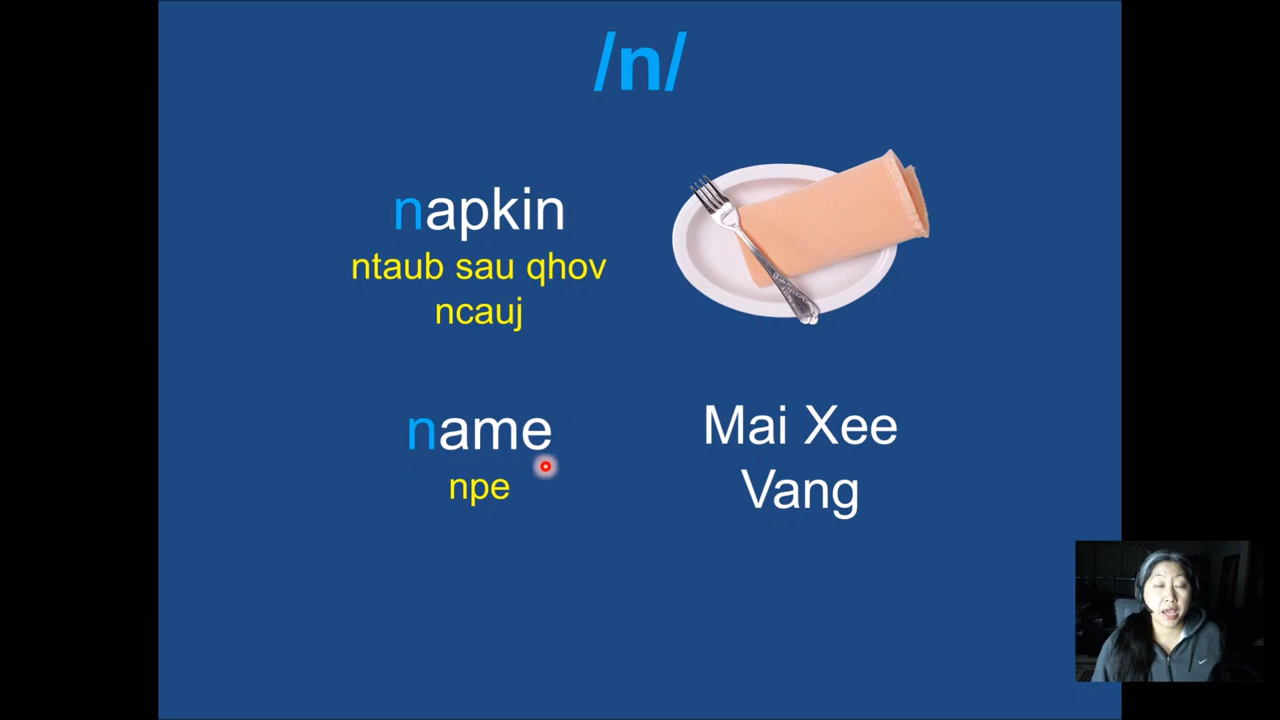 /n/
napkin
ntaub sau qhov
ncauj
name
npe
Mai Xee
Vang